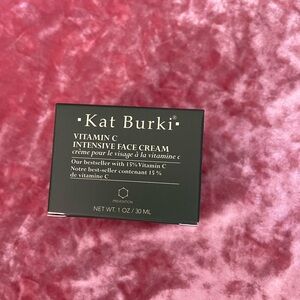 ·Kat Burki®·
VITAMIN C
INTENSIVE FACE CREAM
crème pour le visage à la vitamine c
Our bestseller with 15% Vitamin C
Notre best-seller contenant 15 %
de vitamine C
PREVENTION
NET WT. 1 OZ / 30 ML